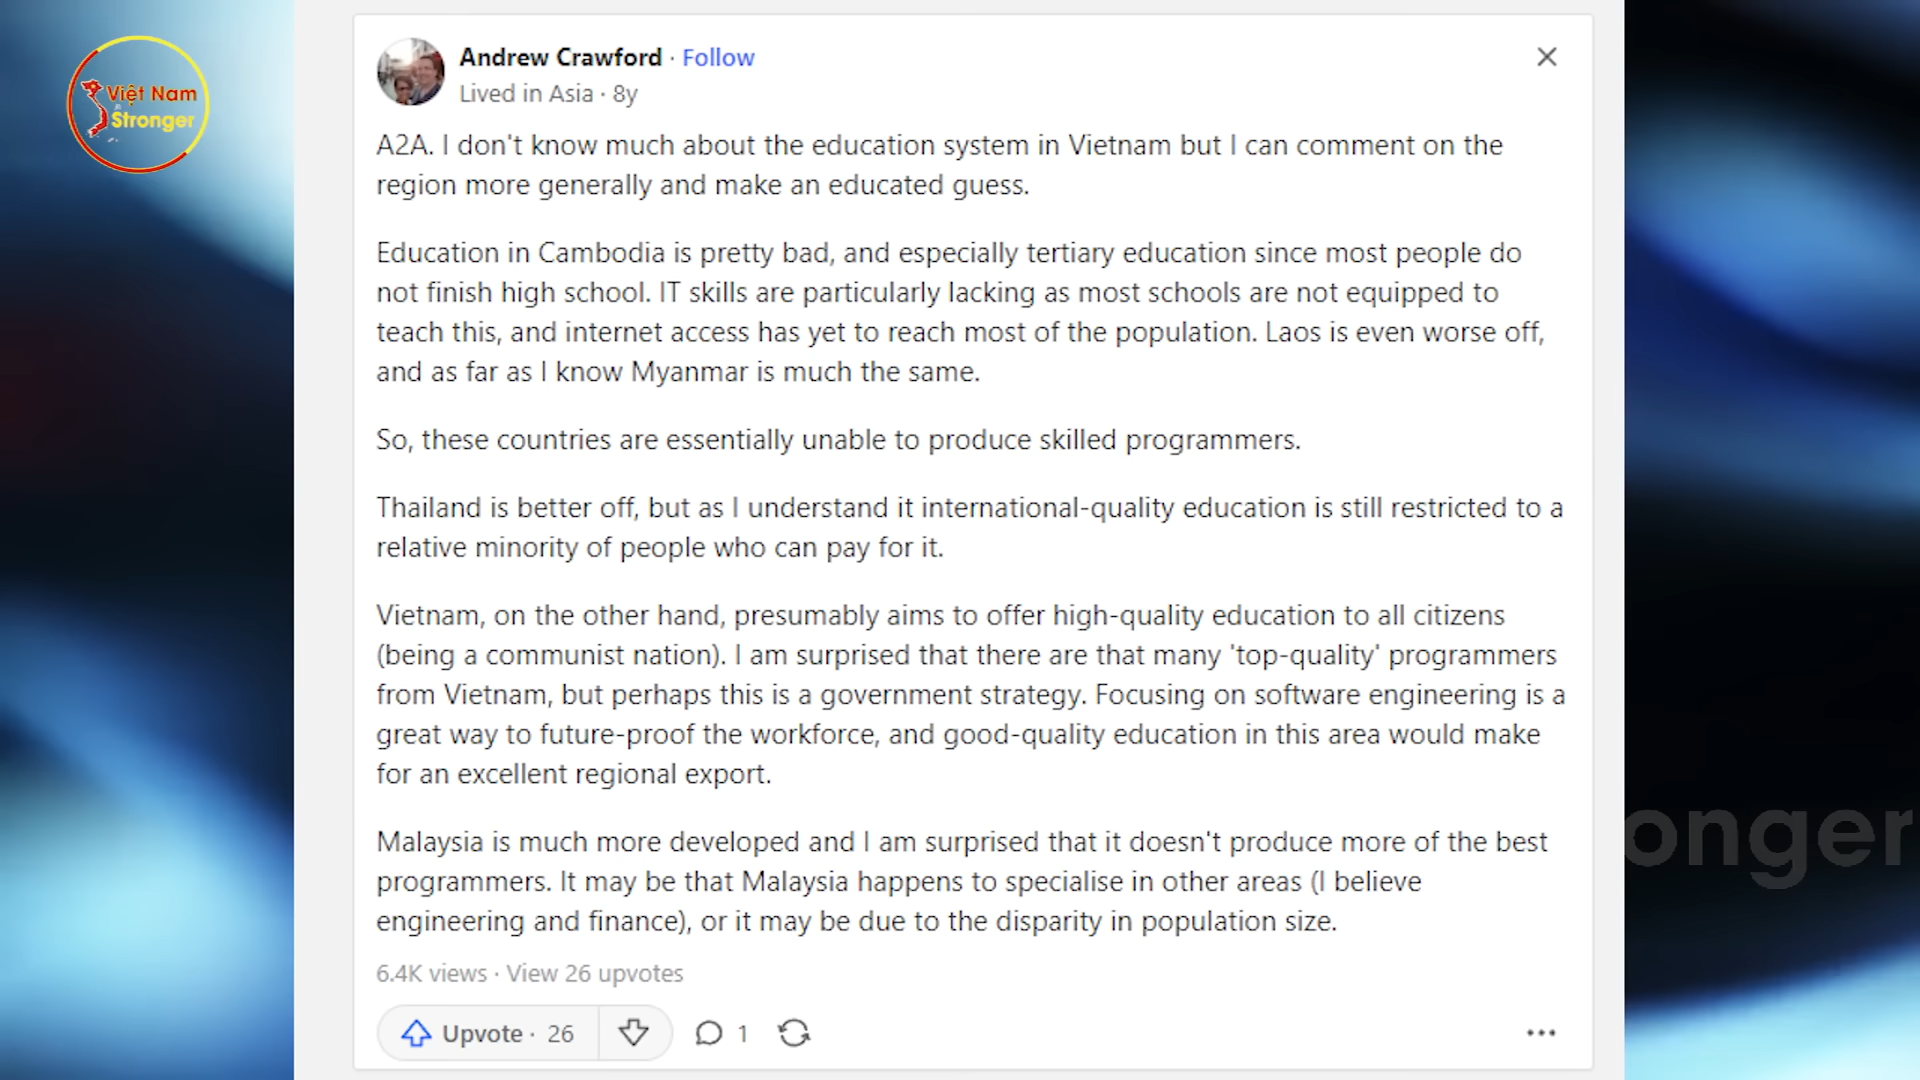 Việt Nam
Stronger
Andrew Crawford · Follow
Lived in Asia · 8y
A2A. I don't know much about the education system in Vietnam but I can comment on the
region more generally and make an educated guess.
Education in Cambodia is pretty bad, and especially tertiary education since most people do
not finish high school. IT skills are particularly lacking as most schools are not equipped to
teach this, and internet access has yet to reach most of the population. Laos is even worse off,
and as far as I know Myanmar is much the same.
So, these countries are essentially unable to produce skilled programmers.
Thailand is better off, but as I understand it international-quality education is still restricted to a
relative minority of people who can pay for it.
Vietnam, on the other hand, presumably aims to offer high-quality education to all citizens
(being a communist nation). I am surprised that there are that many 'top-quality' programmers
from Vietnam, but perhaps this is a government strategy. Focusing on software engineering is a
great way to future-proof the workforce, and good-quality education in this area would make
for an excellent regional export.
Malaysia is much more developed and I am surprised that it doesn't produce more of the best
programmers. It may be that Malaysia happens to specialise in other areas (I believe
engineering and finance), or it may be due to the disparity in population size.
onger
6.4K views · View 26 upvotes
Upvote · 26
1